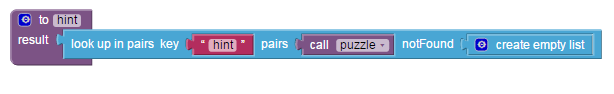 to hint
result look up in pairs key “ hint ” pairs call puzzle notFound create empty list